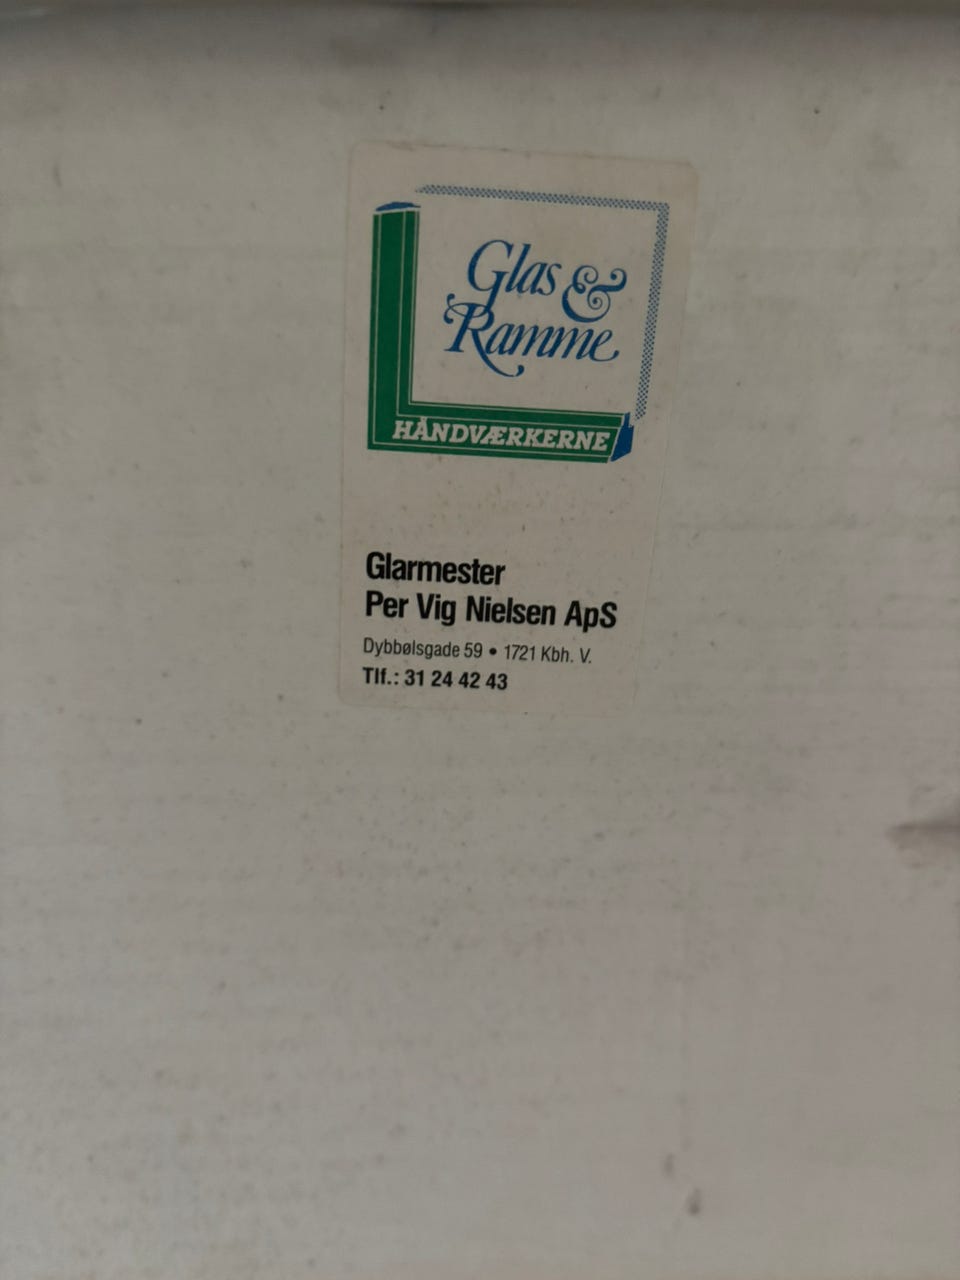 Glas &
Ramme
HÅNDVÆRKERNE
Glarmester
Per Vig Nielsen ApS
Dybbølsgade 59 • 1721 Kbh. V.
Tlf.: 31 24 42 43